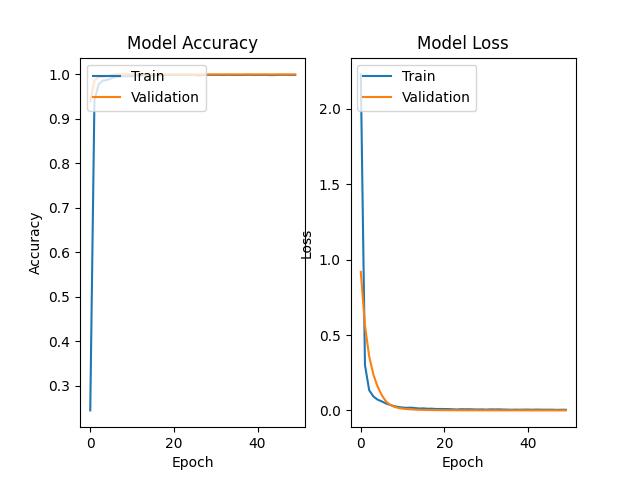 Model Accuracy
Train
Validation
1.0
0.9
0.8
0.7
0.6
0.5
0.4
0.3
Accuracy
0
20
40
Epoch
Model Loss
Train
Validation
2.0
1.5
1.0
0.5
0.0
Loss
0
20
40
Epoch